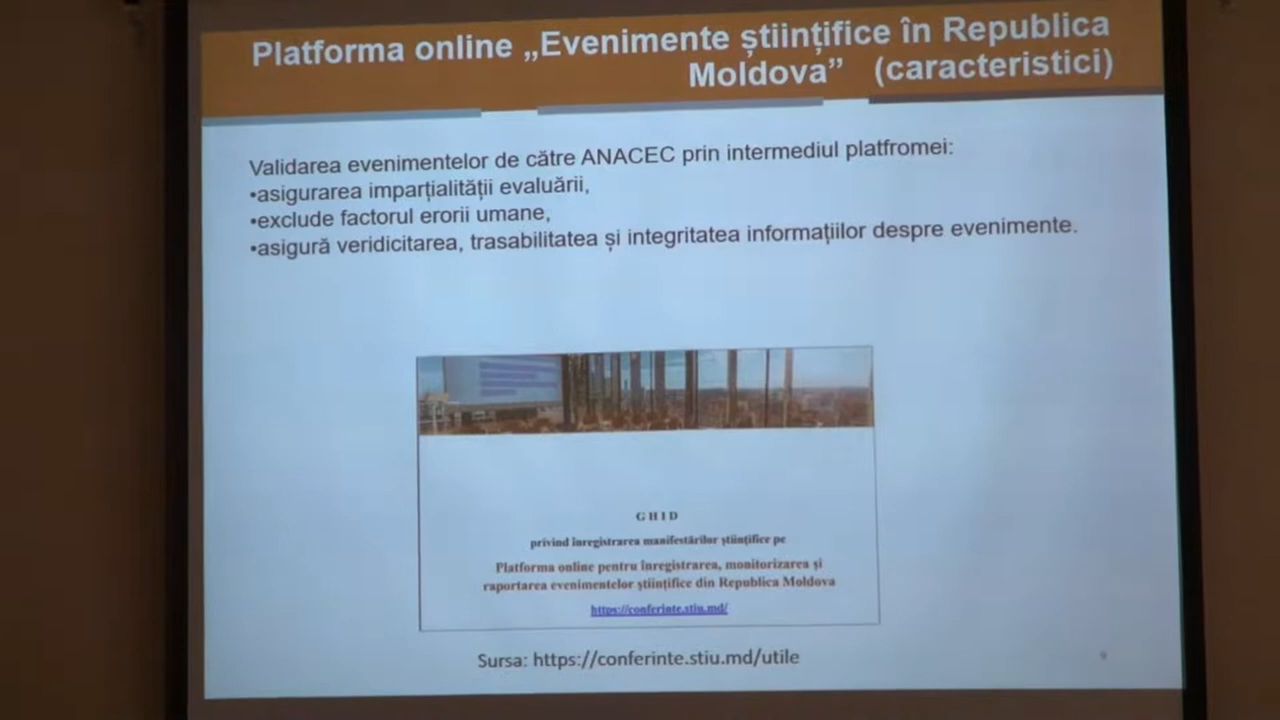 Platforma online „Evenimente științifice în Republica
Moldova” (caracteristici)
Validarea evenimentelor de către ANACEC prin intermediul platfromei:
•asigurarea imparțialității evaluării,
•exclude factorul erorii umane,
•asigură veridicitarea, trasabilitatea și integritatea informațiilor despre evenimente.
GHID
privind înregistrarea manifestărilor științifice pe
Platforma online pentru înregistrarea, monitorizarea și
raportarea evenimentelor științifice din Republica Moldova
https://conferinte.stiu.md/
Sursa: https://conferinte.stiu.md/utile